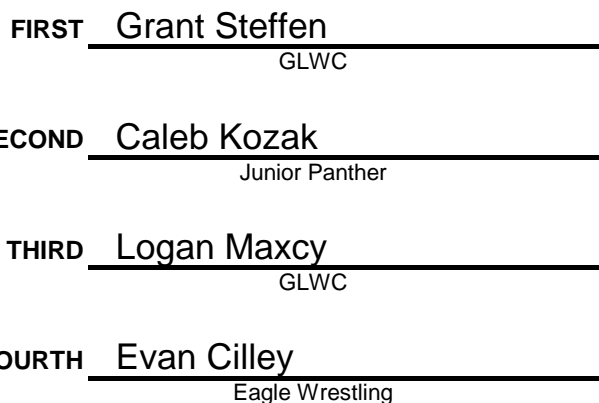 FIRST Grant Steffen
GLWC
ECOND Caleb Kozak
Junior Panther
THIRD Logan Maxcy
GLWC
OURTH Evan Cilley
Eagle Wrestling